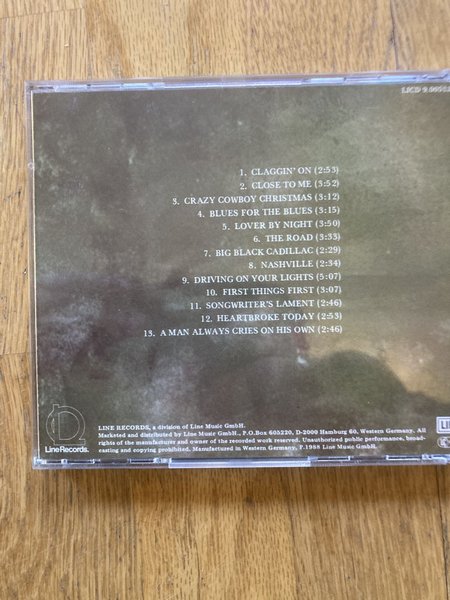 LICD 9.005
1. CLAGGIN' ON (2:53)
2. CLOSE TO ME (3:52)
3. CRAZY COWBOY CHRISTMAS (3:12)
4. BLUES FOR THE BLUES (3:15)
5. LOVER BY NIGHT (3:50)
6. THE ROAD (3:33)
7. BIG BLACK CADILLAC (2:29)
8. NASHVILLE (2:34)
9. DRIVING ON YOUR LIGHTS (5:07)
10. FIRST THINGS FIRST (3:07)
11. SONGWRITER'S LAMENT (2:46)
12. HEARTBROKE TODAY (2:53)
13. A MAN ALWAYS CRIES ON HIS OWN (2:46)
LineRecords.
LINE RECORDS, a division of Line Music GmbH.
Marketed and distributed by Line Music GmbH., P.O.Box 605220, D-2000 Hamburg 60, Western Germany. All
rights of the manufacturer and owner of the recorded work reserved. Unauthorized public performance, broad-
casting and copying prohibited. Manufactured in Western Germany, P.1988 Line Music GmbH.